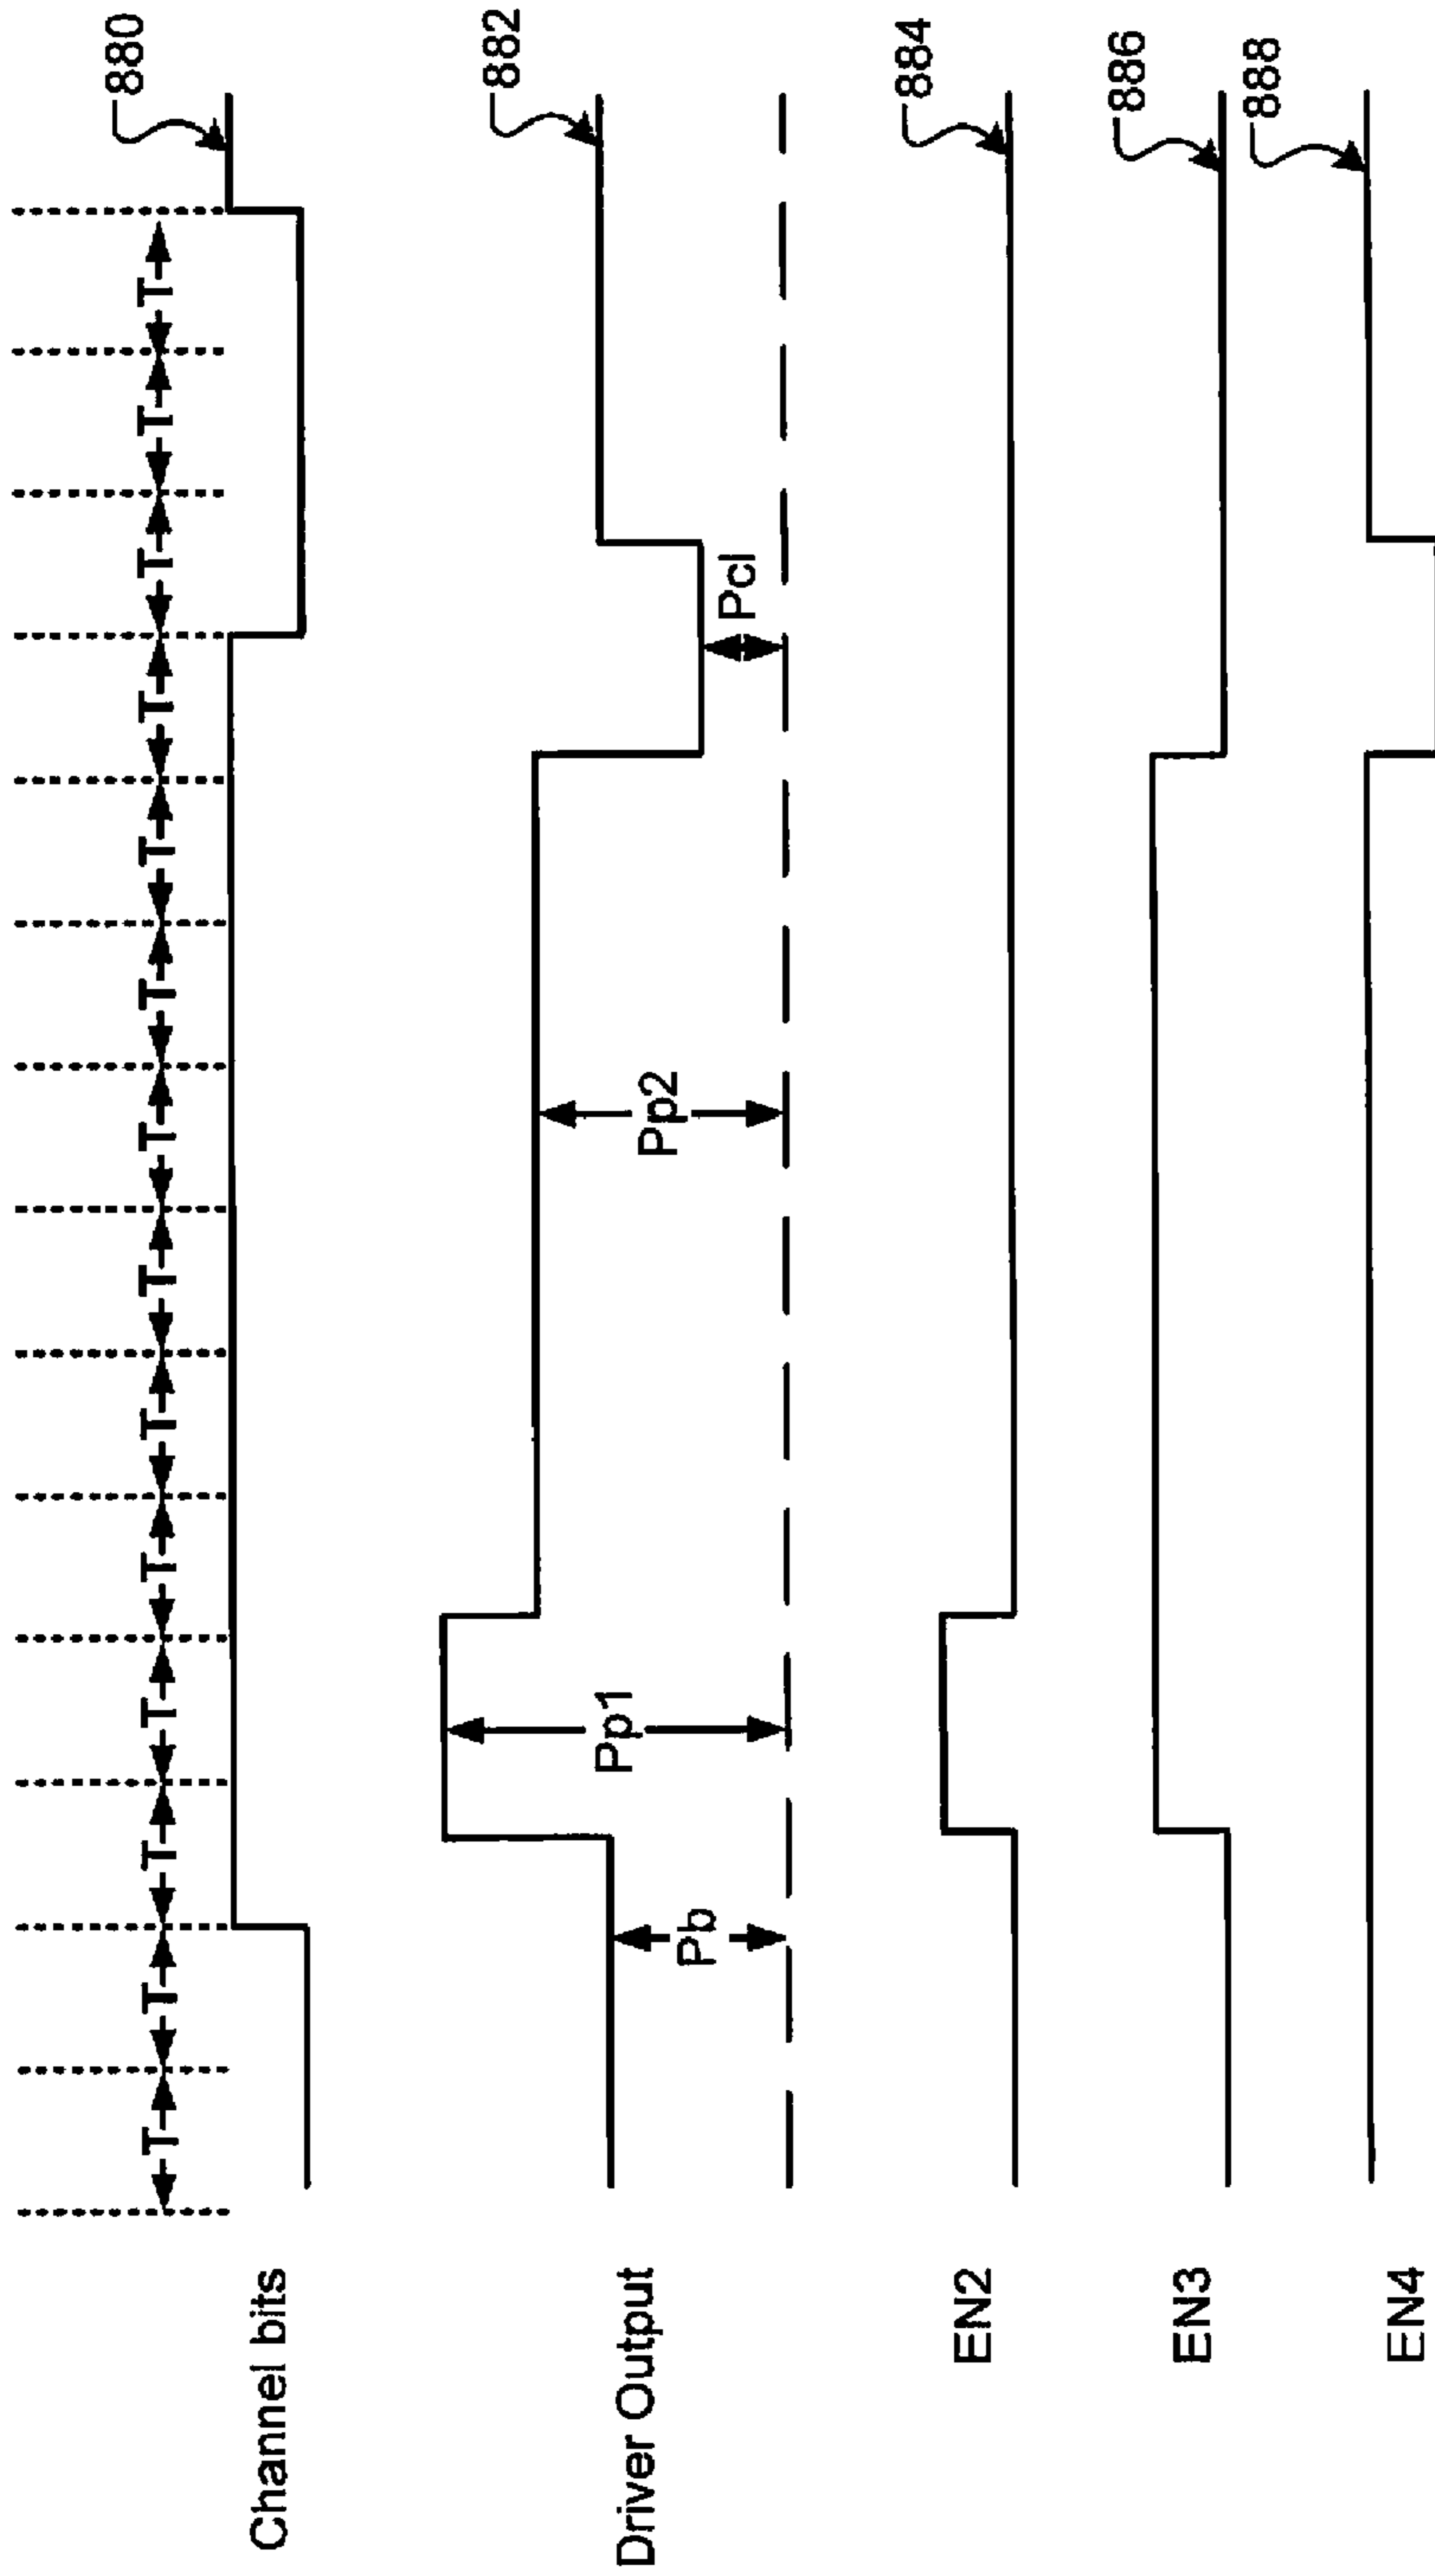 T T T T T T T T T T T T T T
Channel bits
880
Driver Output
Pb
Pp1
Pp2
Pcl
882
EN2
884
EN3
886
EN4
888